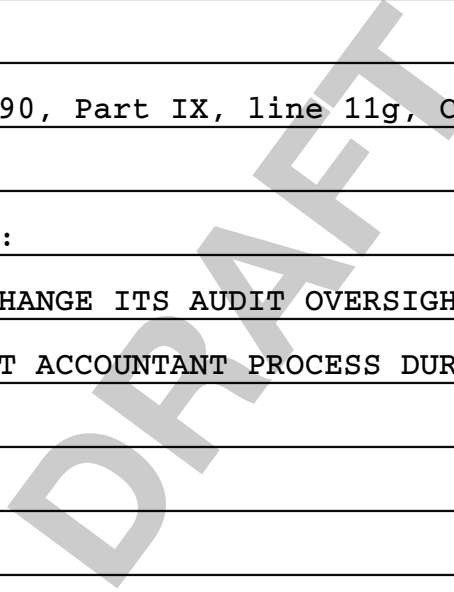 90, Part IX, line 11g, O
:
HANGE ITS AUDIT OVERSIGH
T ACCOUNTANT PROCESS DUR
DRAFT